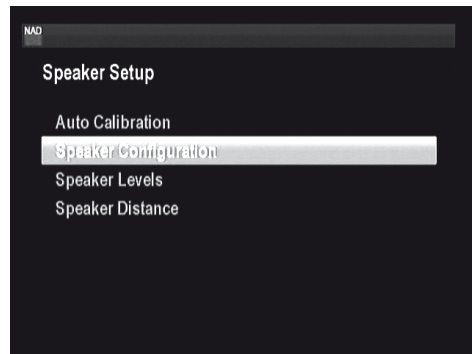 NAD
Speaker Setup
Auto Calibration
Speaker Configuration
Speaker Levels
Speaker Distance